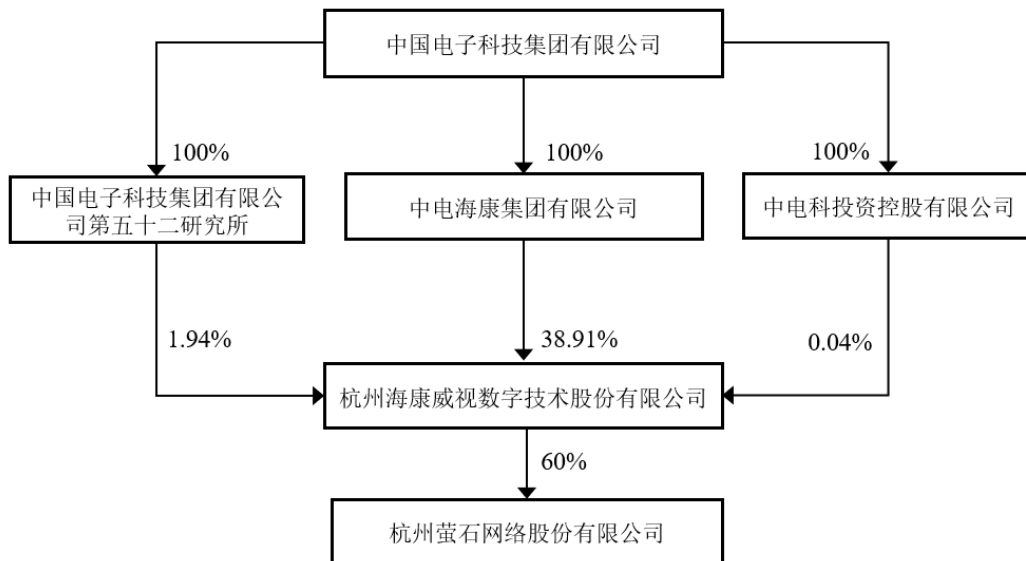 中国电子科技集团有限公司
100%
100%
100%
中国电子科技集团有限公
司第五十二研究所
中电海康集团有限公司
中电科投资控股有限公司
1.94%
38.91%
0.04%
杭州海康威视数字技术股份有限公司
60%
杭州萤石网络股份有限公司